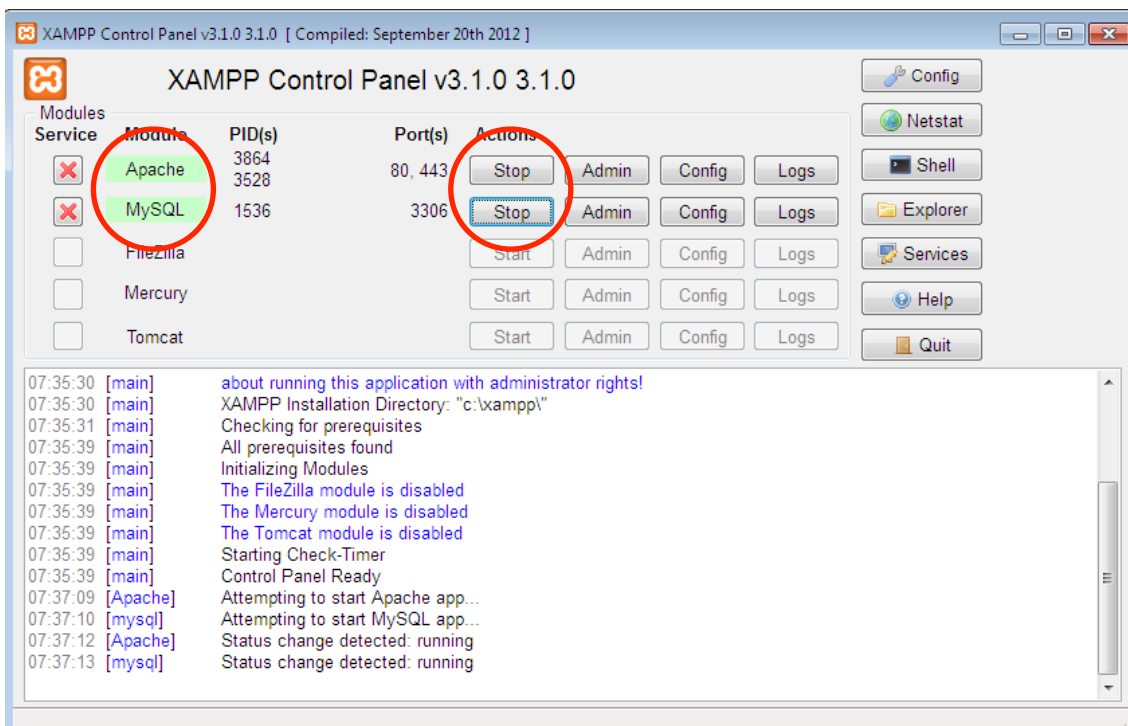 XAMPP Control Panel v3.1.0 3.1.0 [ Compiled: September 20th 2012 ]
XAMPP Control Panel v3.1.0 3.1.0
Config
Modules
Service Module PID(s) Port(s) Actions
Netstat
Apache 3864 3528 80, 443 Stop Admin Config Logs
Shell
MySQL 1536 3306 Stop Admin Config Logs
Explorer
FileZilla Start Admin Config Logs
Services
Mercury Start Admin Config Logs
Help
Tomcat Start Admin Config Logs
Quit
07:35:30 [main] about running this application with administrator rights!
07:35:30 [main] XAMPP Installation Directory: "c:\xampp\"
07:35:31 [main] Checking for prerequisites
07:35:39 [main] All prerequisites found
07:35:39 [main] Initializing Modules
07:35:39 [main] The FileZilla module is disabled
07:35:39 [main] The Mercury module is disabled
07:35:39 [main] The Tomcat module is disabled
07:35:39 [main] Starting Check-Timer
07:35:39 [main] Control Panel Ready
07:37:09 [Apache] Attempting to start Apache app...
07:37:10 [mysql] Attempting to start MySQL app...
07:37:12 [Apache] Status change detected: running
07:37:13 [mysql] Status change detected: running